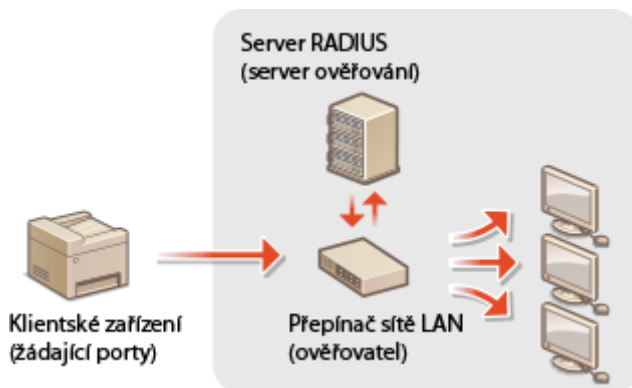 Server RADIUS
(server ověřování)
Klientské zařízení
(žádající porty)
Přepínač sítě LAN
(ověřovatel)